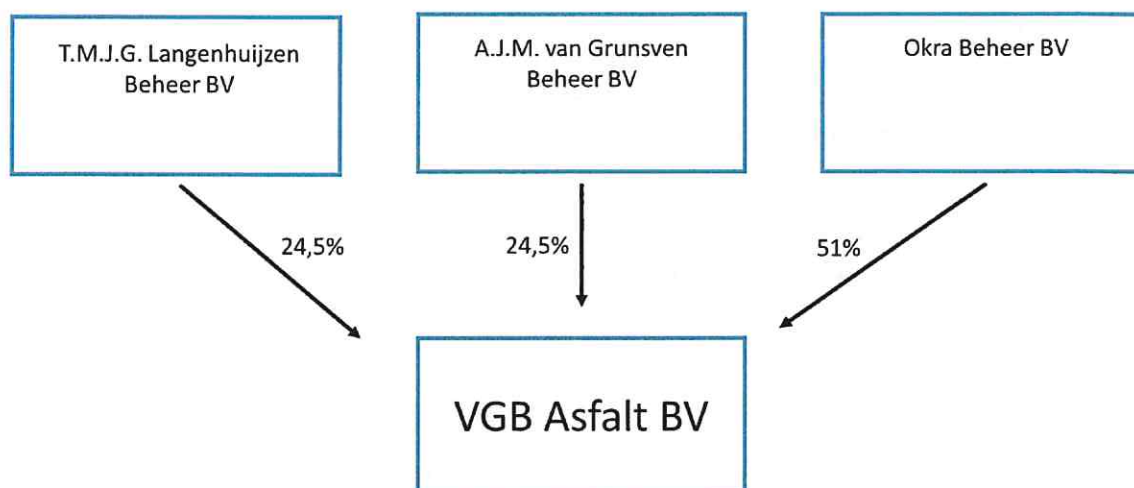 T.M.J.G. Langenhuijzen
Beheer BV
A.J.M. van Grunsven
Beheer BV
Okra Beheer BV
24,5%
24,5%
51%
VGB Asfalt BV